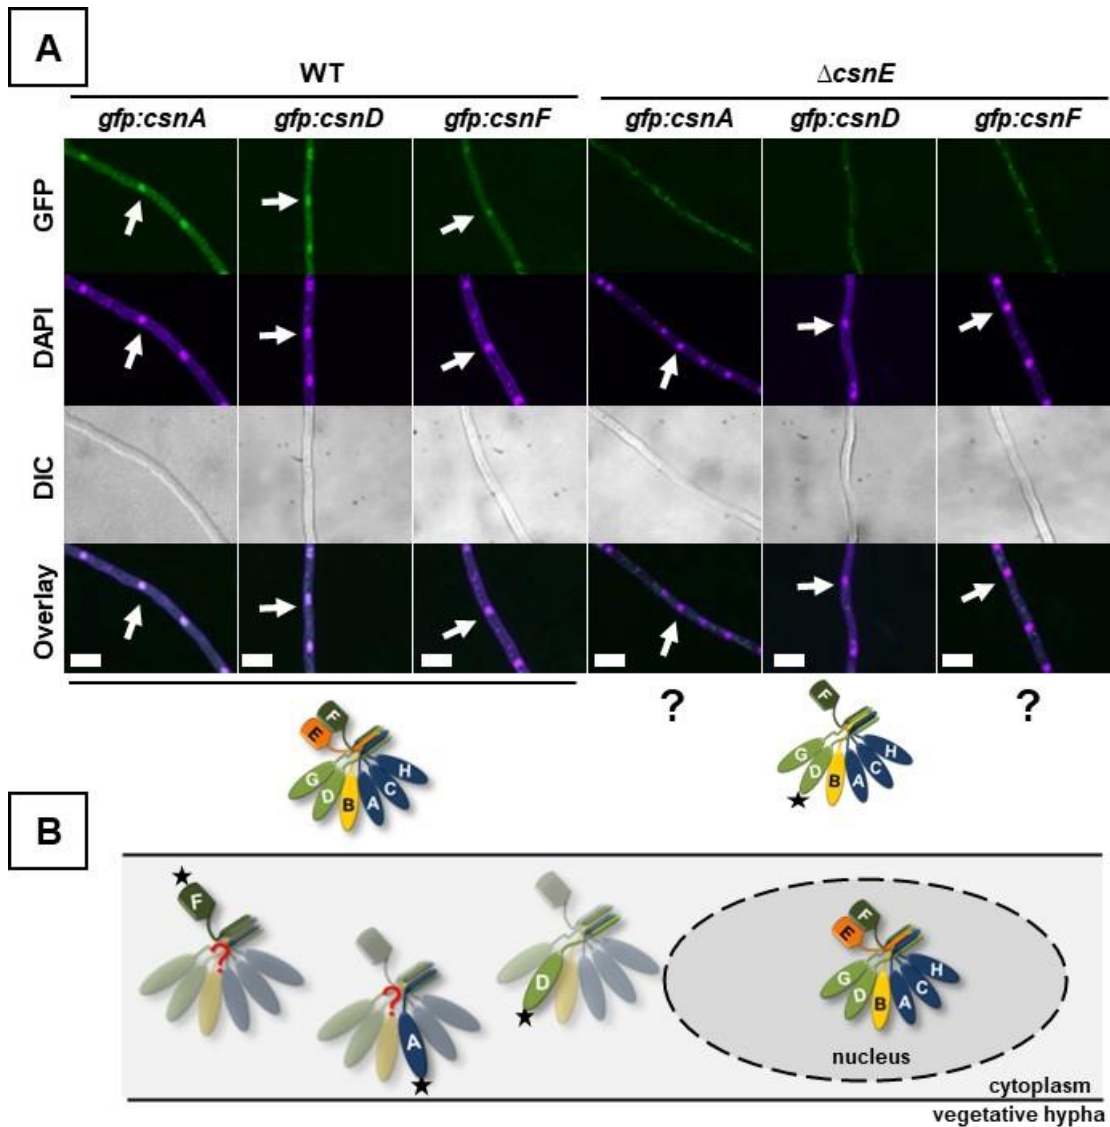 A
WT
ΔcsnE
gfp:csnA gfp:csnD gfp:csnF gfp:csnA gfp:csnD gfp:csnF
GFP
DAPI
DIC
Overlay
? ?
F
E
G
D
B
A
C
H
F
G
D
B
A
C
H
B
F
?
?
A
D
F
E
G
D
B
A
C
H
nucleus
cytoplasm
vegetative hypha